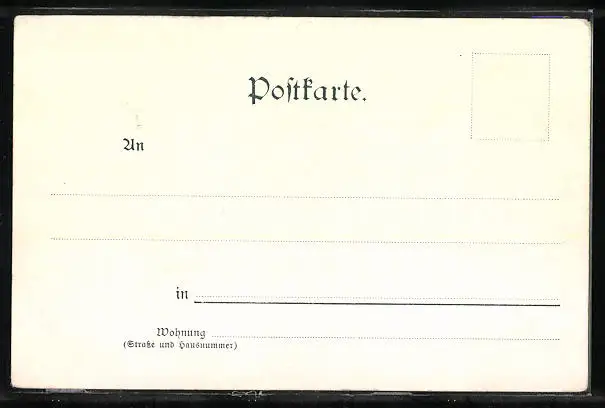 Poſtkarte.
An
in
Wohnung
(Straße und Hausnummer)